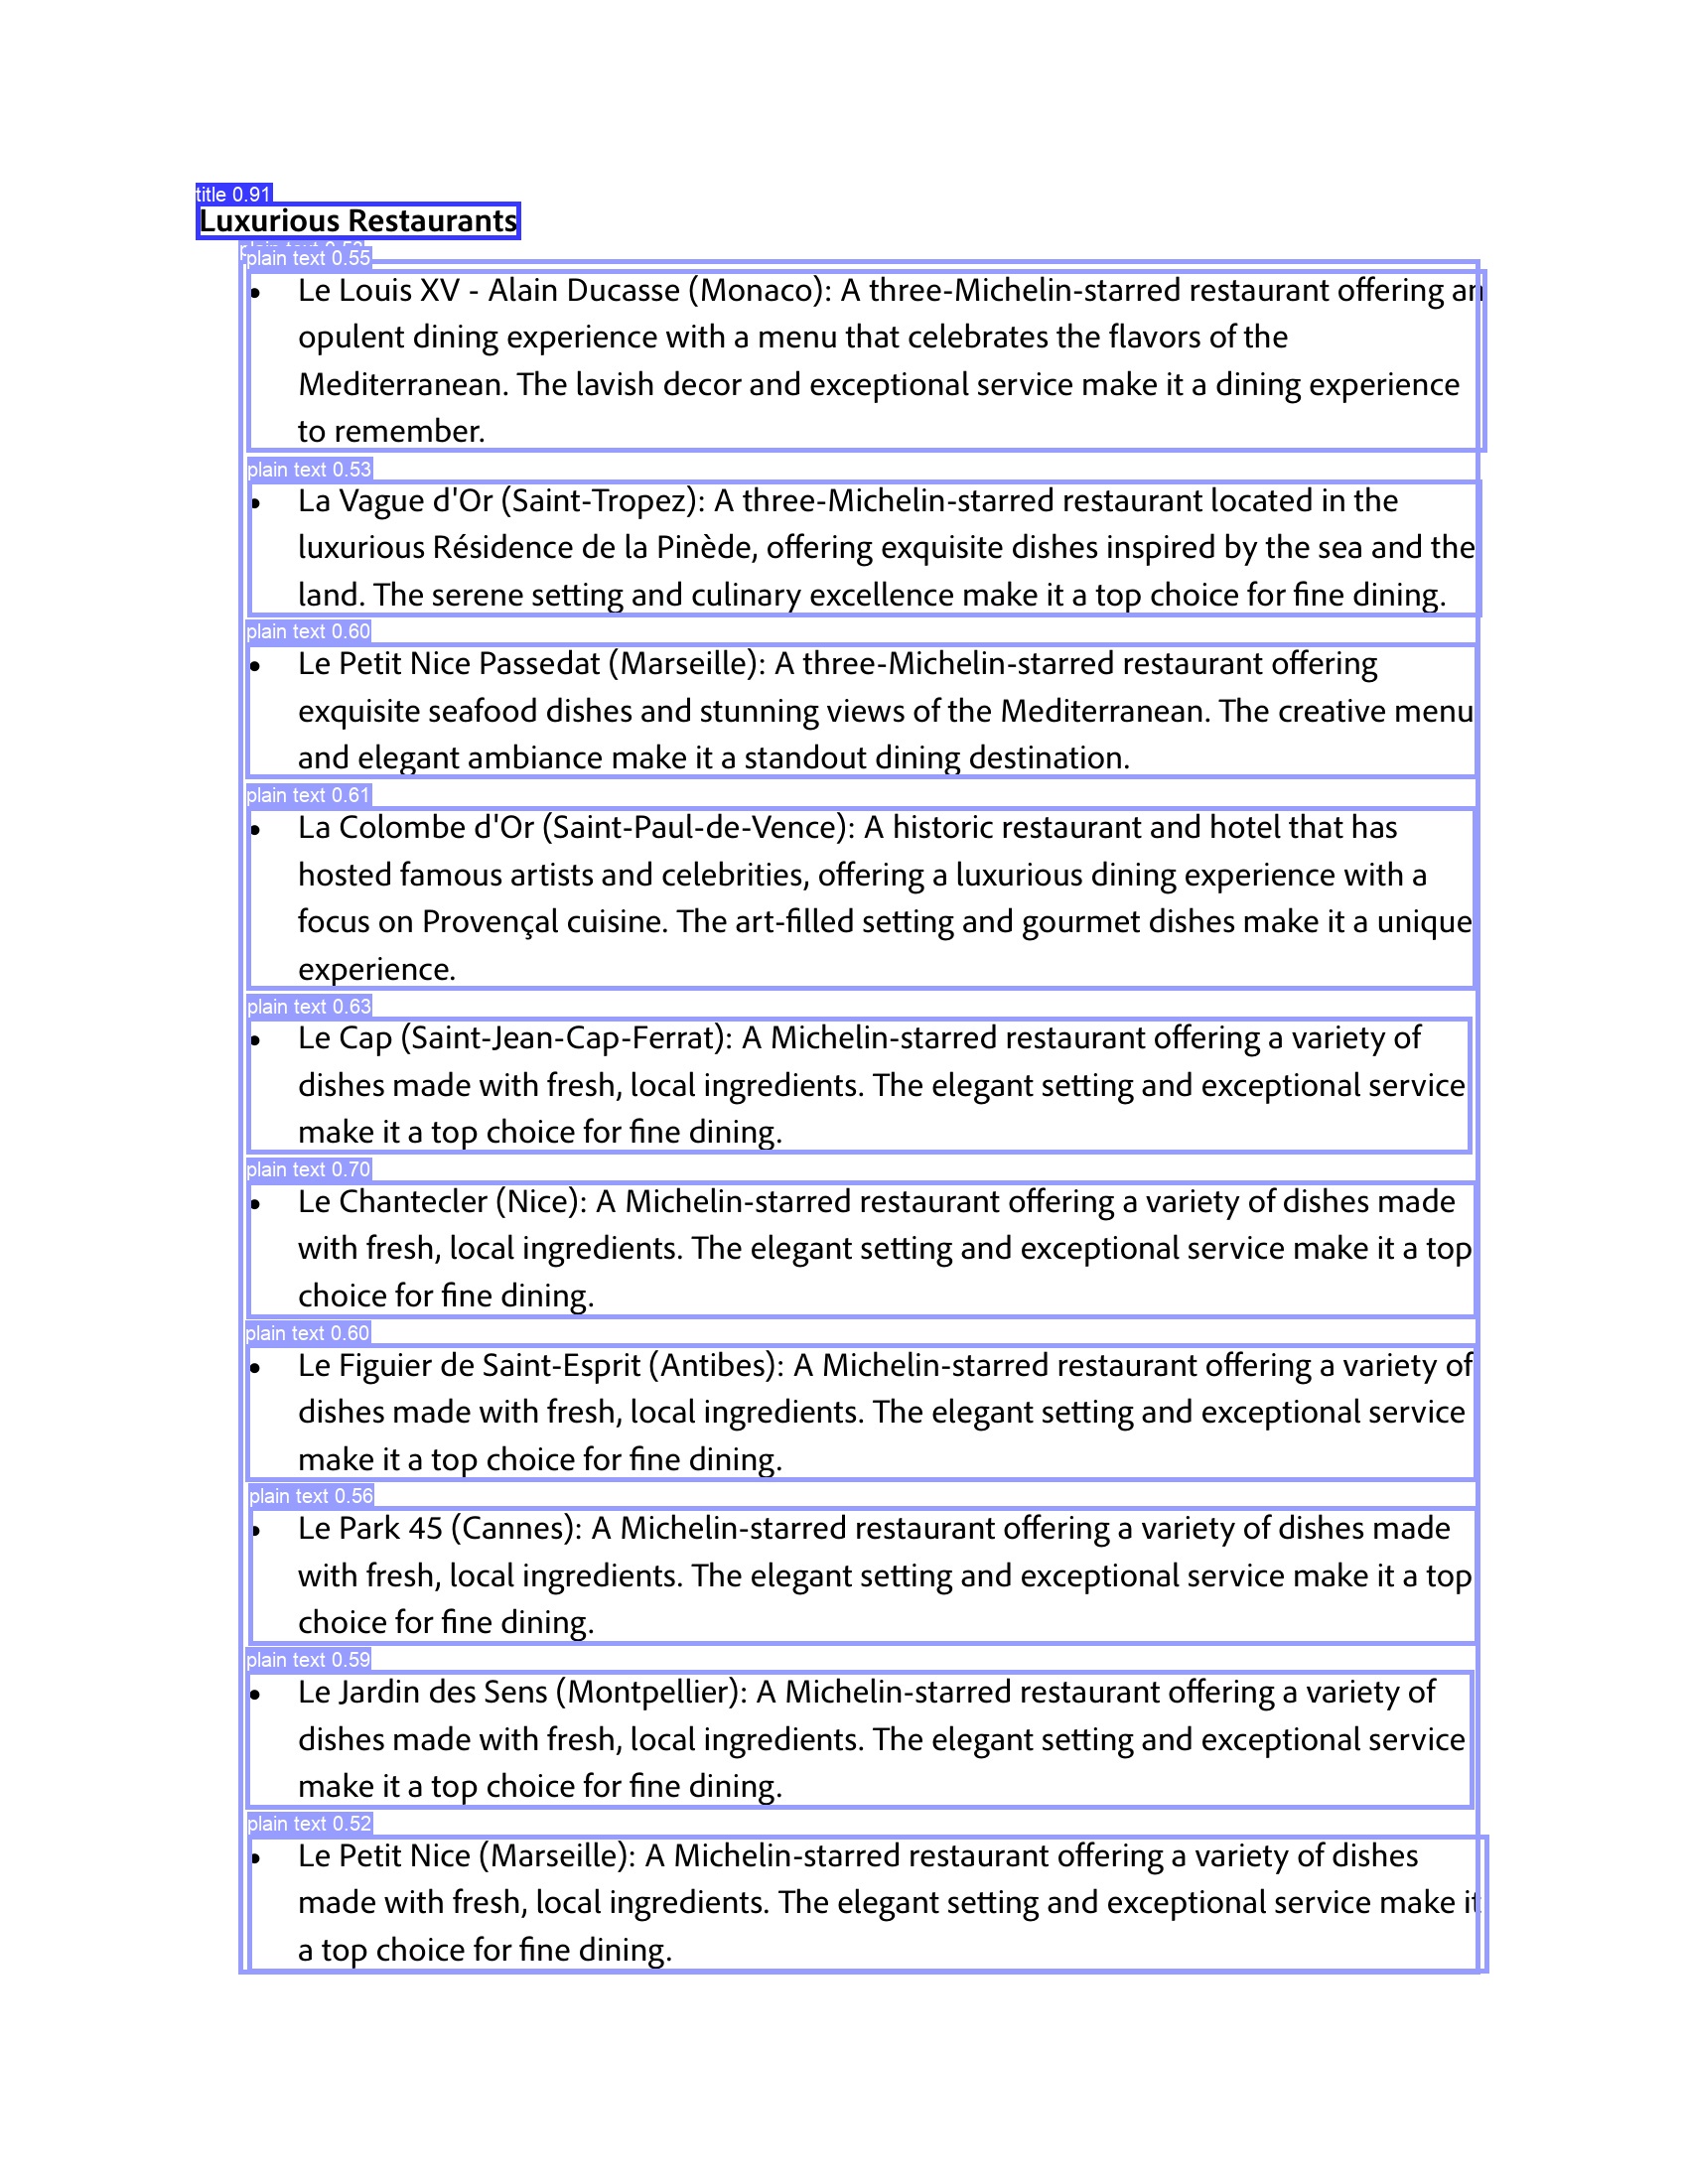 title 0.91
Luxurious Restaurants
plain text 0.55
• Le Louis XV - Alain Ducasse (Monaco): A three-Michelin-starred restaurant offering an
opulent dining experience with a menu that celebrates the flavors of the
Mediterranean. The lavish decor and exceptional service make it a dining experience
to remember.
plain text 0.53
• La Vague d'Or (Saint-Tropez): A three-Michelin-starred restaurant located in the
luxurious Résidence de la Pinède, offering exquisite dishes inspired by the sea and the
land. The serene setting and culinary excellence make it a top choice for fine dining.
plain text 0.60
• Le Petit Nice Passedat (Marseille): A three-Michelin-starred restaurant offering
exquisite seafood dishes and stunning views of the Mediterranean. The creative menu
and elegant ambiance make it a standout dining destination.
plain text 0.61
• La Colombe d'Or (Saint-Paul-de-Vence): A historic restaurant and hotel that has
hosted famous artists and celebrities, offering a luxurious dining experience with a
focus on Provençal cuisine. The art-filled setting and gourmet dishes make it a unique
experience.
plain text 0.63
• Le Cap (Saint-Jean-Cap-Ferrat): A Michelin-starred restaurant offering a variety of
dishes made with fresh, local ingredients. The elegant setting and exceptional service
make it a top choice for fine dining.
plain text 0.70
• Le Chantecler (Nice): A Michelin-starred restaurant offering a variety of dishes made
with fresh, local ingredients. The elegant setting and exceptional service make it a top
choice for fine dining.
plain text 0.60
• Le Figuier de Saint-Esprit (Antibes): A Michelin-starred restaurant offering a variety of
dishes made with fresh, local ingredients. The elegant setting and exceptional service
make it a top choice for fine dining.
plain text 0.56
• Le Park 45 (Cannes): A Michelin-starred restaurant offering a variety of dishes made
with fresh, local ingredients. The elegant setting and exceptional service make it a top
choice for fine dining.
plain text 0.59
• Le Jardin des Sens (Montpellier): A Michelin-starred restaurant offering a variety of
dishes made with fresh, local ingredients. The elegant setting and exceptional service
make it a top choice for fine dining.
plain text 0.52
• Le Petit Nice (Marseille): A Michelin-starred restaurant offering a variety of dishes
made with fresh, local ingredients. The elegant setting and exceptional service make it
a top choice for fine dining.